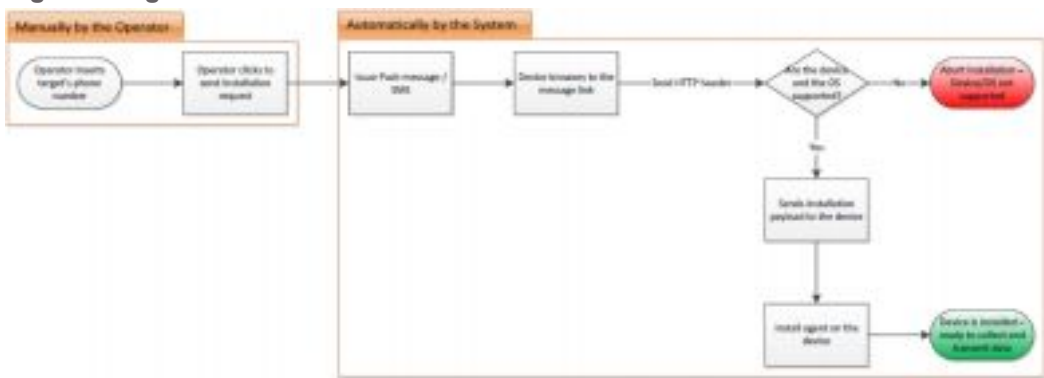 Manually by the Operator
Automatically by the System
Operator inserts
target's phone
number
Operator clicks to
send installation
request
Issue Push message /
SMS
Device browses to the
message link
Send HTTP header
Are the device
and the OS
supported?
No
Abort Installation –
Device/OS not
supported
Yes
Sends installation
payload to the device
Install agent on the
device
Device is installed –
ready to collect and
transmit data